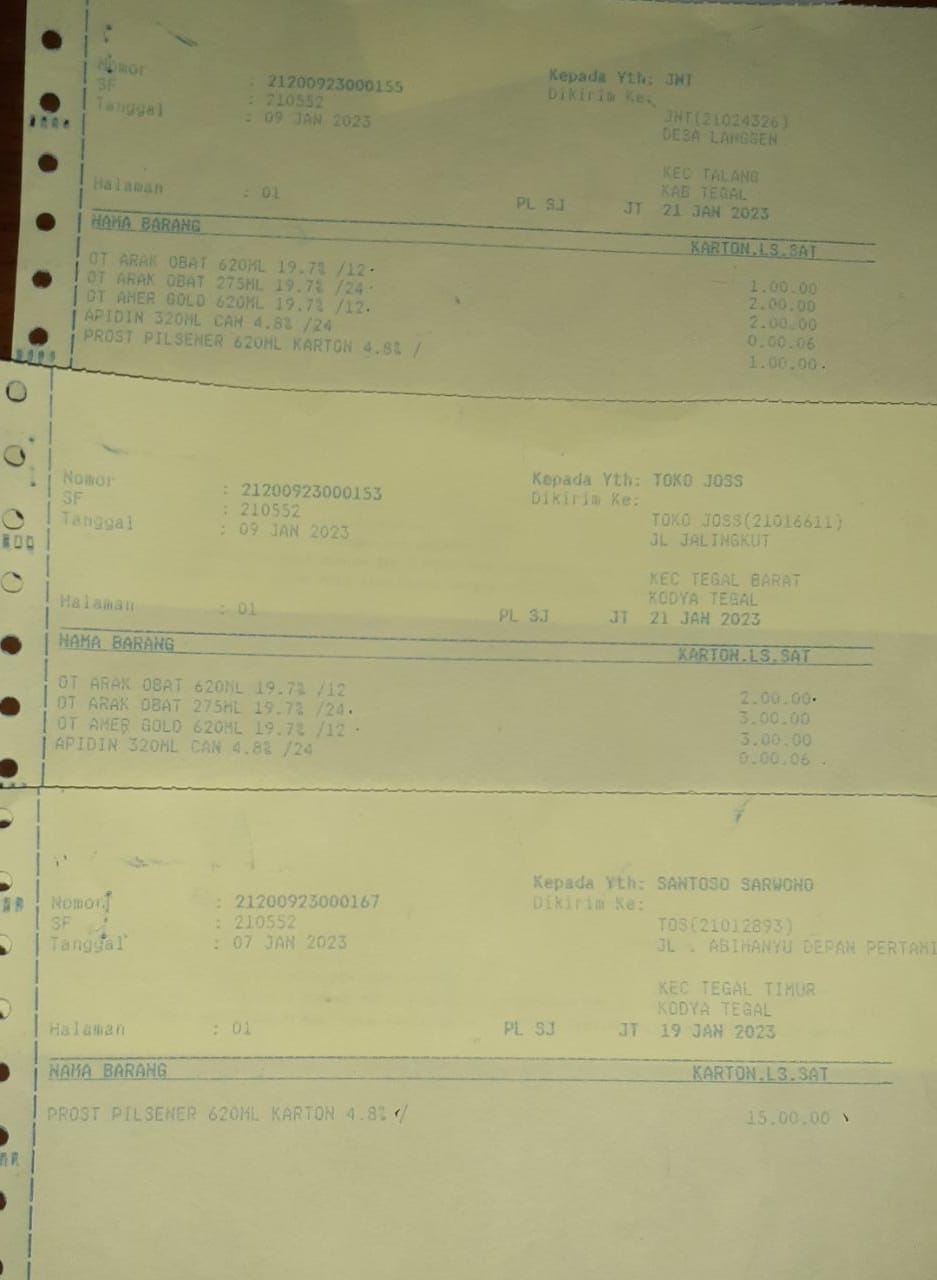 Nomor : 21200923000155 Kepada Yth: JNT
SF : 210552 Dikirim Ke:
Tanggal : 09 JAN 2023 JNT(21024326)
DESA LANGGEN
KEC TALANG
KAB TEGAL
Halaman : 01 PL SJ JT 21 JAN 2023
NAMA BARANG KARTON.LS.SAT
OT ARAK OBAT 620ML 19.7% /12 1.00.00
OT ARAK OBAT 275ML 19.7% /24 2.00.00
OT AMER GOLD 620ML 19.7% /12 2.00.00
APIDIN 320ML CAN 4.8% /24 0.00.06
PROST PILSENER 620ML KARTON 4.8% / 1.00.00
Nomor : 21200923000153 Kepada Yth: TOKO JOSS
SF : 210552 Dikirim Ke:
Tanggal : 09 JAN 2023 TOKO JOSS(21016611)
JL JALINGKUT
KEC TEGAL BARAT
KODYA TEGAL
Halaman : 01 PL SJ JT 21 JAN 2023
NAMA BARANG KARTON.LS.SAT
OT ARAK OBAT 620ML 19.7% /12 2.00.00
OT ARAK OBAT 275ML 19.7% /24 3.00.00
OT AMER GOLD 620ML 19.7% /12 3.00.00
APIDIN 320ML CAN 4.8% /24 0.00.06
Nomor : 21200923000167 Kepada Yth: SANTOSO SARWONO
SF : 210552 Dikirim Ke:
Tanggal : 07 JAN 2023 TOS(21012893)
JL . ABIMANYU DEPAN PERTAMI
KEC TEGAL TIMUR
KODYA TEGAL
Halaman : 01 PL SJ JT 19 JAN 2023
NAMA BARANG KARTON.LS.SAT
PROST PILSENER 620ML KARTON 4.8% / 15.00.00